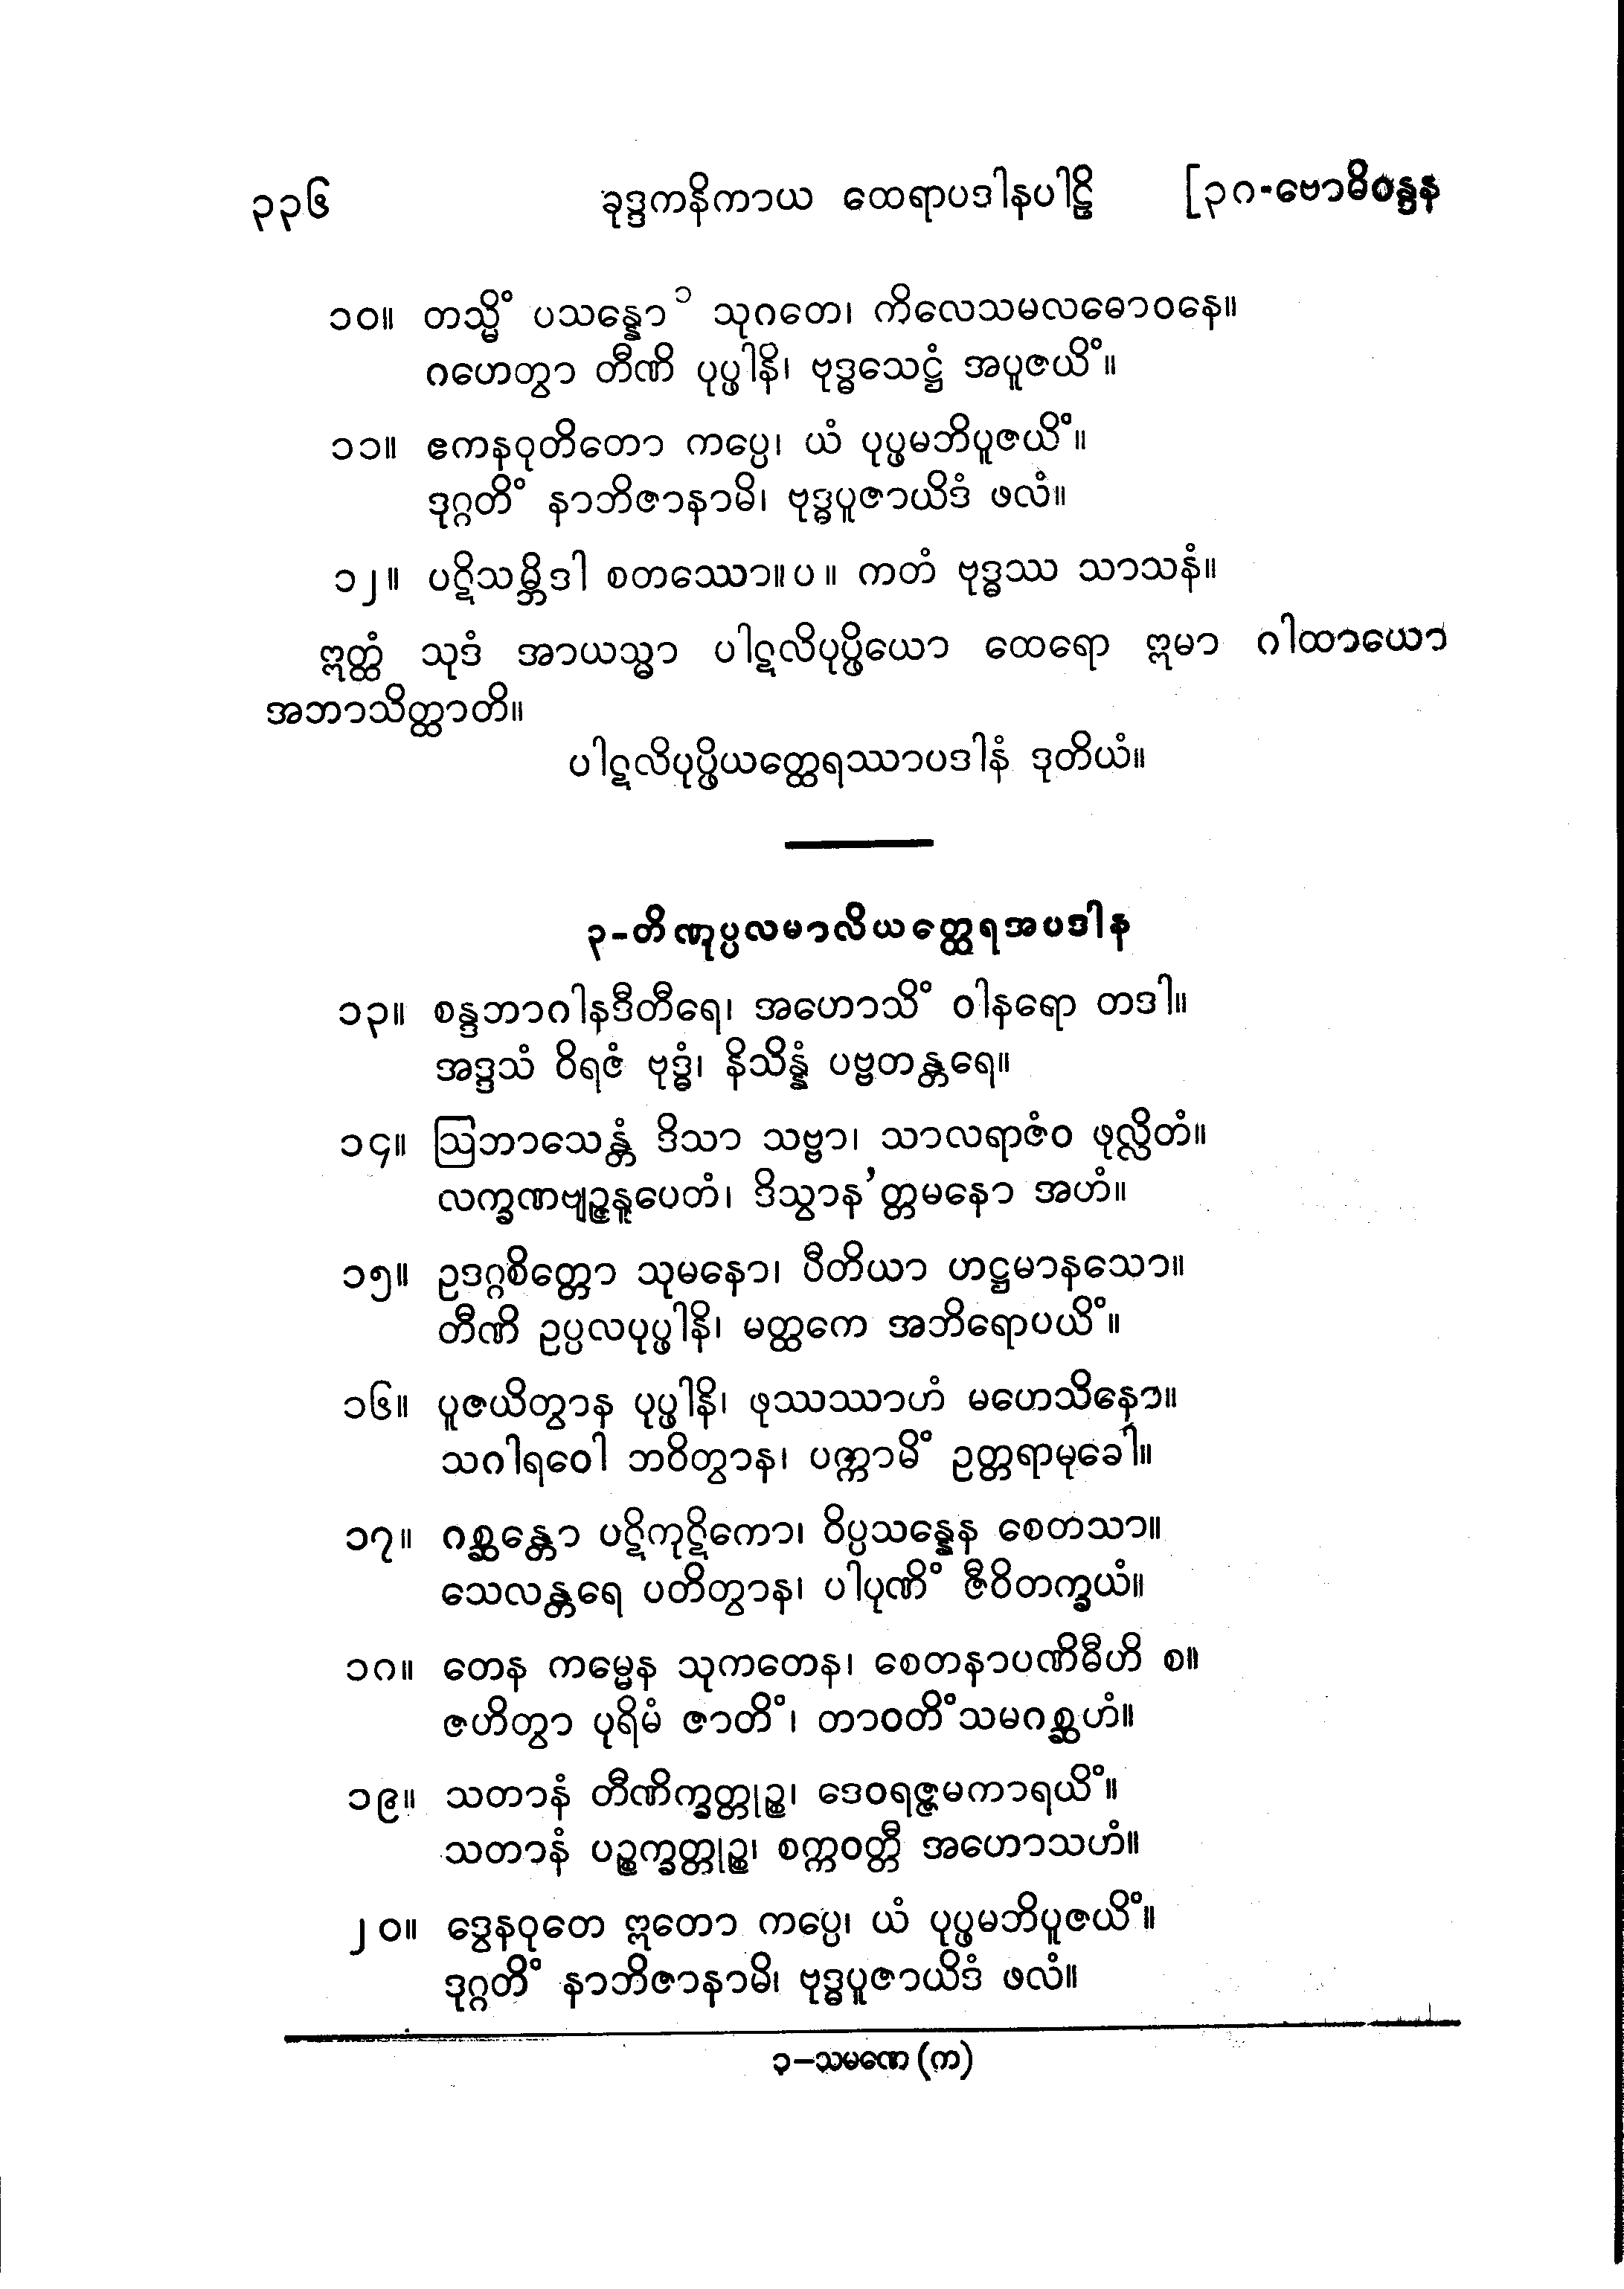 ၃၃၆ ခုဒ္ဒကနိကာယ ထေရာပဒါနပါဠိ [၃၈-ဗောဓိဝန္ဒန
၁၀။ တသ္မိံ ပသန္နော ၁ သုဂတေ၊ ကိလေသမလဓောဝနေ။
ဂဟေတွာ တီဏိ ပုပ္ဖါနိ၊ ဗုဒ္ဓသေဋ္ဌံ အပူဇယိံ။
၁၁။ ဧကနဝုတိတော ကပ္ပေ၊ ယံ ပုပ္ဖမဘိပူဇယိံ။
ဒုဂ္ဂတိံ နာဘိဇာနာမိ၊ ဗုဒ္ဓပူဇာယိဒံ ဖလံ။
၁၂။ ပဋိသမ္ဘိဒါ စတဿော။ပ။ ကတံ ဗုဒ္ဓဿ သာသနံ။
ဣတ္ထံ သုဒံ အာယသ္မာ ပါဋလိပုပ္ဖိယော ထေရော ဣမာ ဂါထာယော
အဘာသိတ္ထာတိ။
ပါဋလိပုပ္ဖိယတ္ထေရဿာပဒါနံ ဒုတိယံ။
၃-တိဏုပ္ပလမာလိယတ္ထေရအပဒါန
၁၃။ စန္ဒဘာဂါနဒီတီရေ၊ အဟောသိံ ဝါနရော တဒါ။
အဒ္ဒသံ ဝိရဇံ ဗုဒ္ဓံ၊ နိသိန္နံ ပဗ္ဗတန္တရေ။
၁၄။ ဩဘာသေန္တံ ဒိသာ သဗ္ဗာ၊ သာလရာဇံဝ ဖုလ္လိတံ။
လက္ခဏဗျဉ္ဇနူပေတံ၊ ဒိသွာန’တ္တမနော အဟံ။
၁၅။ ဥဒဂ္ဂစိတ္တော သုမနော၊ ပီတိယာ ဟဋ္ဌမာနသော။
တီဏိ ဥပ္ပလပုပ္ဖါနိ၊ မတ္ထကေ အဘိရောပယိံ။
၁၆။ ပူဇယိတွာန ပုပ္ဖါနိ၊ ဖုဿဿာဟံ မဟေသိနော။
သဂါရဝေါ ဘဝိတွာန၊ ပက္ကာမိံ ဥတ္တရာမုခေါ။
၁၇။ ဂစ္ဆန္တော ပဋိကုဋိကော၊ ဝိပ္ပသန္နေန စေတသာ။
သေလန္တရေ ပတိတွာန၊ ပါပုဏိံ ဇီဝိတက္ခယံ။
၁၈။ တေန ကမ္မေန သုကတေန၊ စေတနာပဏိဓီဟိ စ။
ဇဟိတွာ ပုရိမံ ဇာတိံ၊ တာဝတိံသမဂစ္ဆဟံ။
၁၉။ သတာနံ တီဏိက္ခတ္တုဉ္စ၊ ဒေဝရဇ္ဇမကာရယိံ။
သတာနံ ပဉ္စက္ခတ္တုဉ္စ၊ စက္ကဝတ္တီ အဟောသဟံ။
၂၀။ ဒွေနဝုတေ ဣတော ကပ္ပေ၊ ယံ ပုပ္ဖမဘိပူဇယိံ။
ဒုဂ္ဂတိံ နာဘိဇာနာမိ၊ ဗုဒ္ဓပူဇာယိဒံ ဖလံ။
၁-သမဏေ (က)